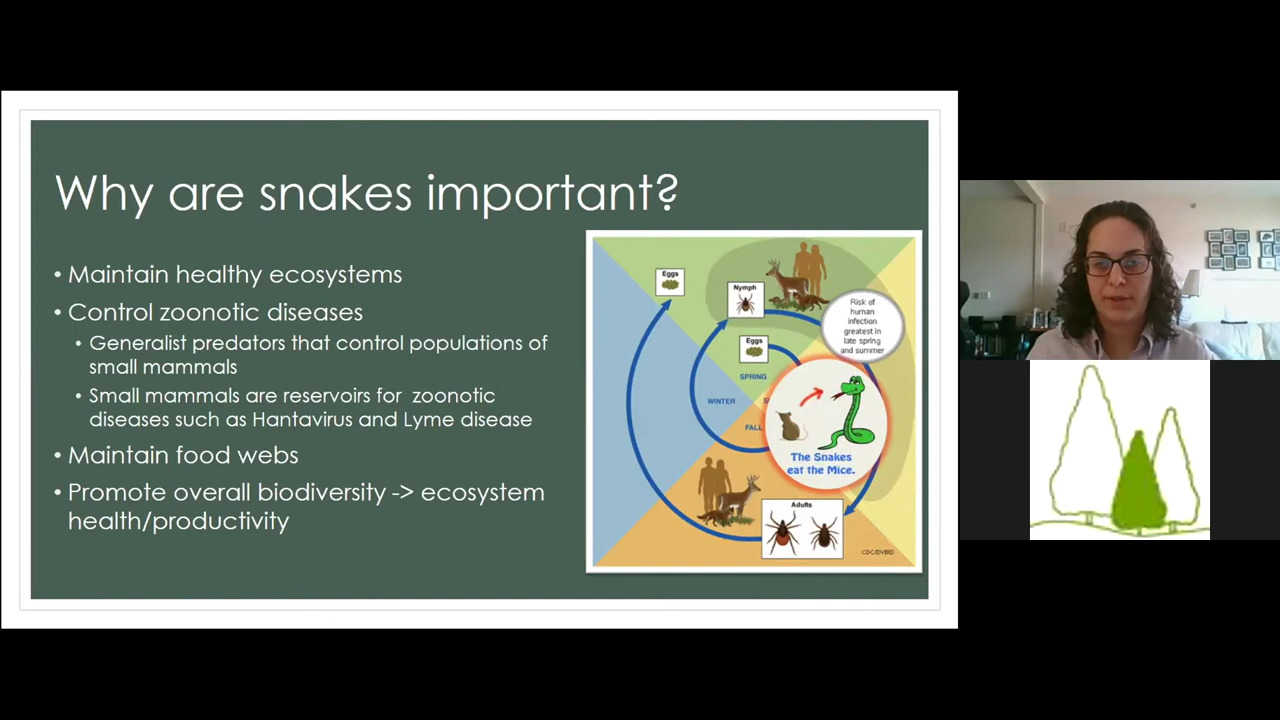 Why are snakes important?
• Maintain healthy ecosystems
• Control zoonotic diseases
• Generalist predators that control populations of
small mammals
• Small mammals are reservoirs for zoonotic
diseases such as Hantavirus and Lyme disease
• Maintain food webs
• Promote overall biodiversity -> ecosystem
health/productivity
Eggs
Nymph
Risk of
human
infection
greatest in
late spring
and summer
Eggs
SPRING
WINTER
S
FALL
The Snakes
eat the Mice.
Adults
CDC/DVBID